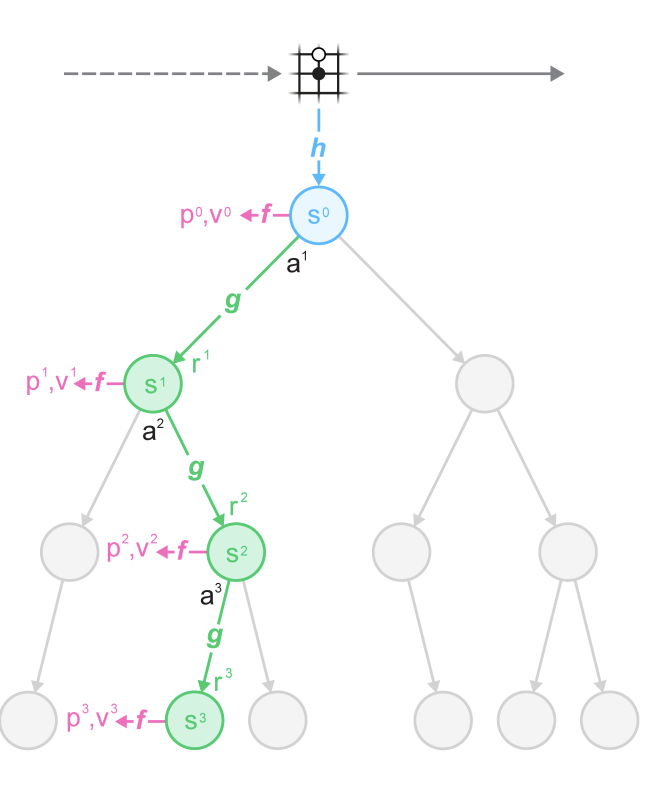 h
p⁰,v⁰ f s⁰
a¹
g
r¹
p¹,v¹ f s¹
a²
g
r²
p²,v² f s²
a³
g
r³
p³,v³ f s³